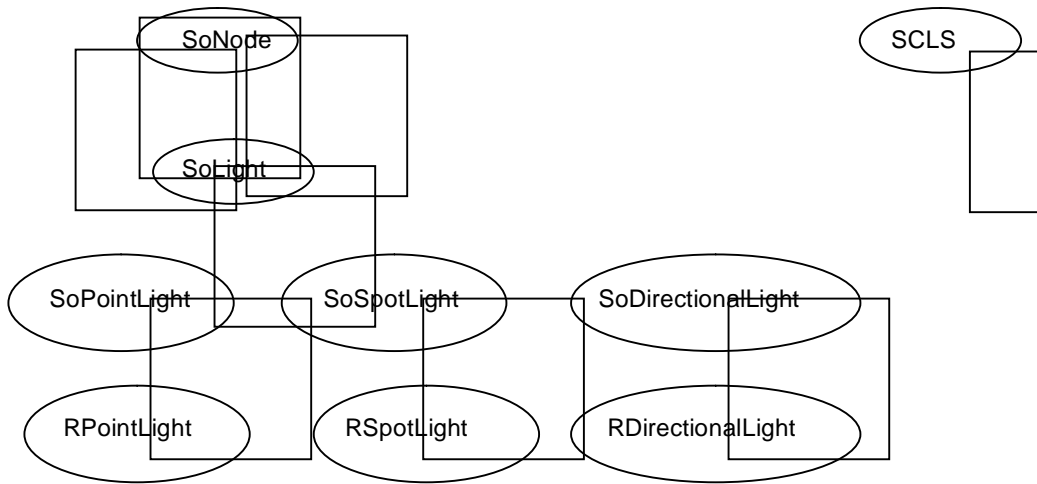 SoNode SCLS
SoLight
SoPointLight SoSpotLight SoDirectionalLight
RPointLight RSpotLight RDirectionalLight